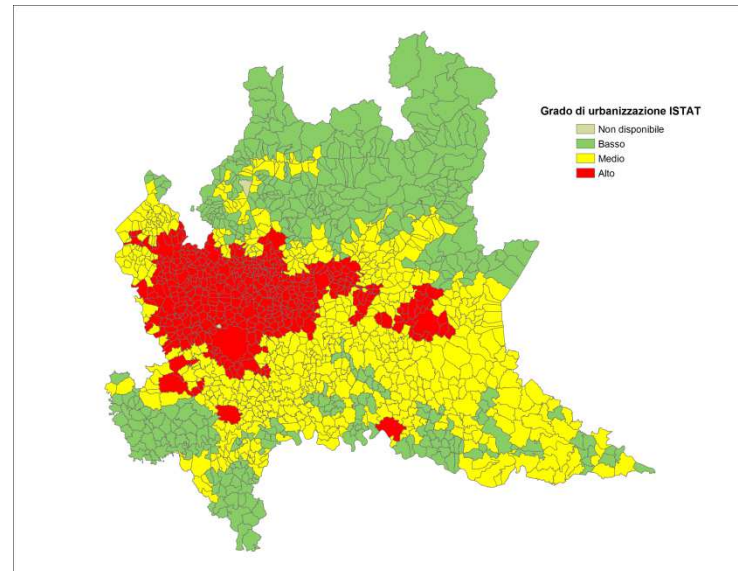 Grado di urbanizzazione ISTAT
Non disponibile
Basso
Medio
Alto